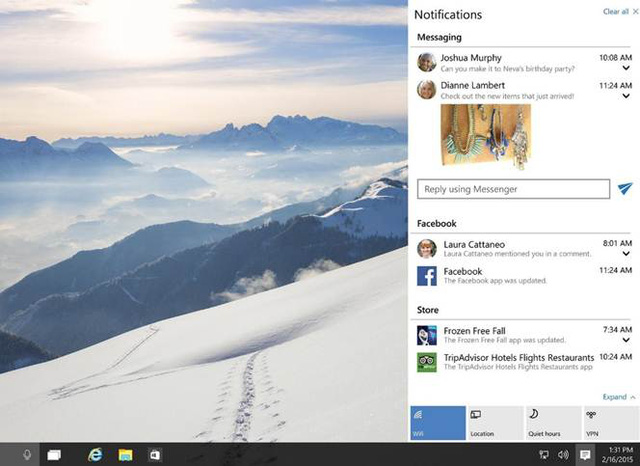 Notifications
Clear all
Messaging
Joshua Murphy 10:08 AM
Can you make it to Neva's birthday party?
Dianne Lambert 11:24 AM
Check out the new items that just arrived!
Reply using Messenger
Facebook
Laura Cattaneo 8:01 AM
Laura Cattaneo mentioned you in a comment.
Facebook 11:24 AM
The Facebook app was updated.
Store
Frozen Free Fall 7:34 AM
The Frozen Free Fall app was updated.
TripAdvisor Hotels Flights Restaurants 10:24 AM
The TripAdvisor Hotels Flights Restaurants app
Expand
Wifi Location Quiet hours VPN
1:31 PM
2/16/2015